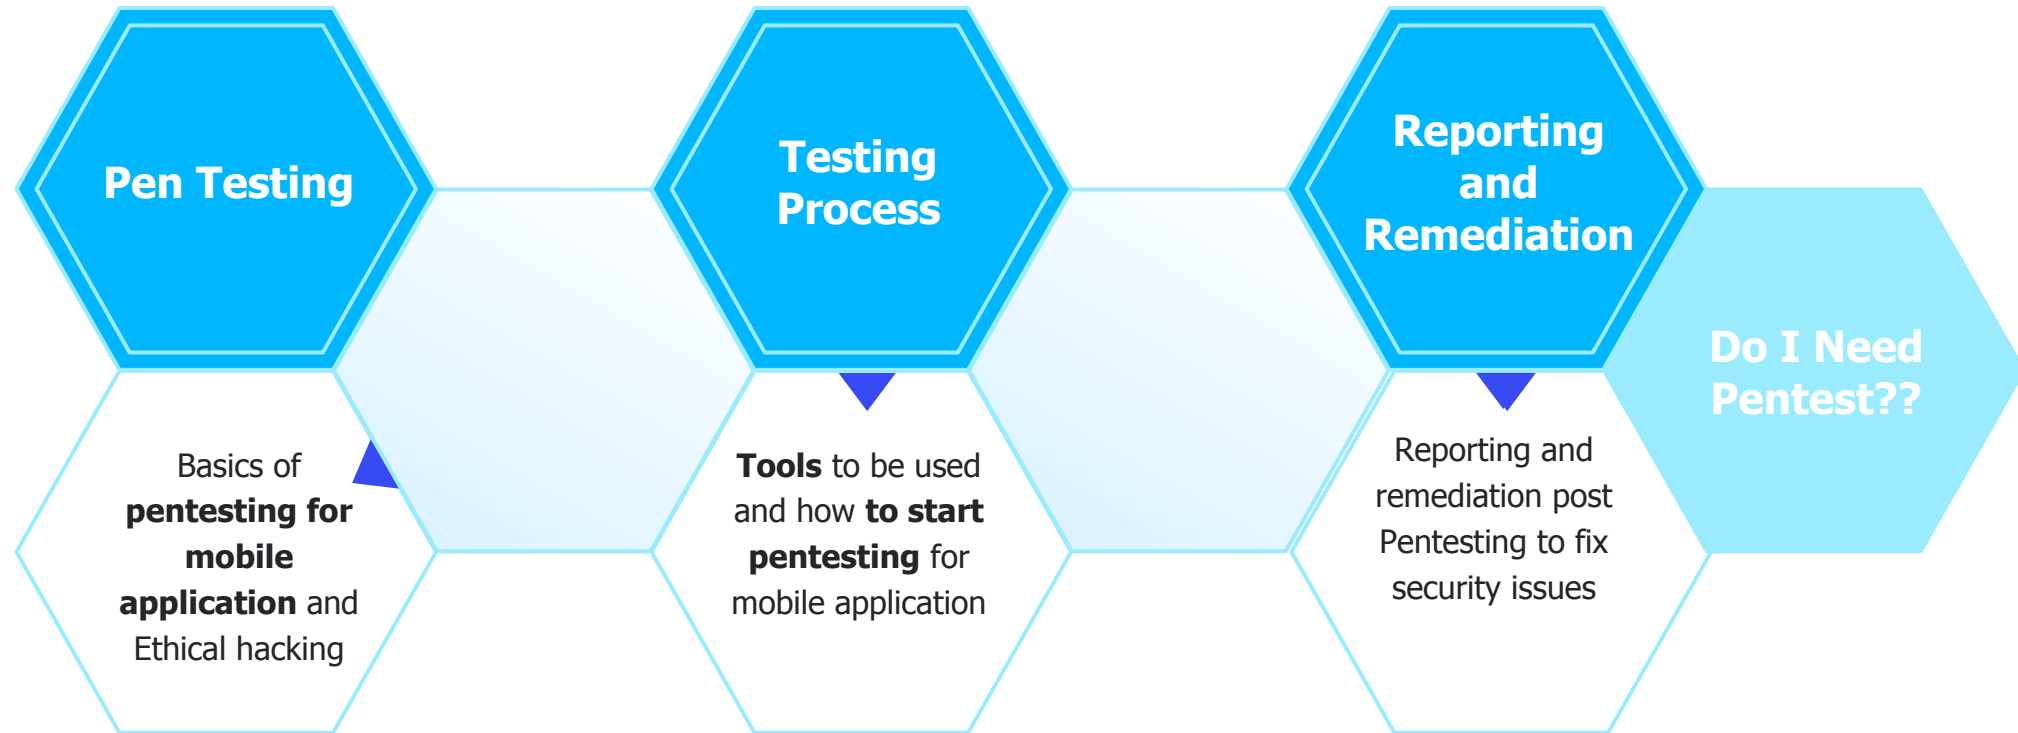 Pen Testing
Basics of
pentesting for
mobile
application and
Ethical hacking
Testing
Process
Tools to be used
and how to start
pentesting for
mobile application
Reporting
and
Remediation
Reporting and
remediation post
Pentesting to fix
security issues
Do I Need
Pentest??